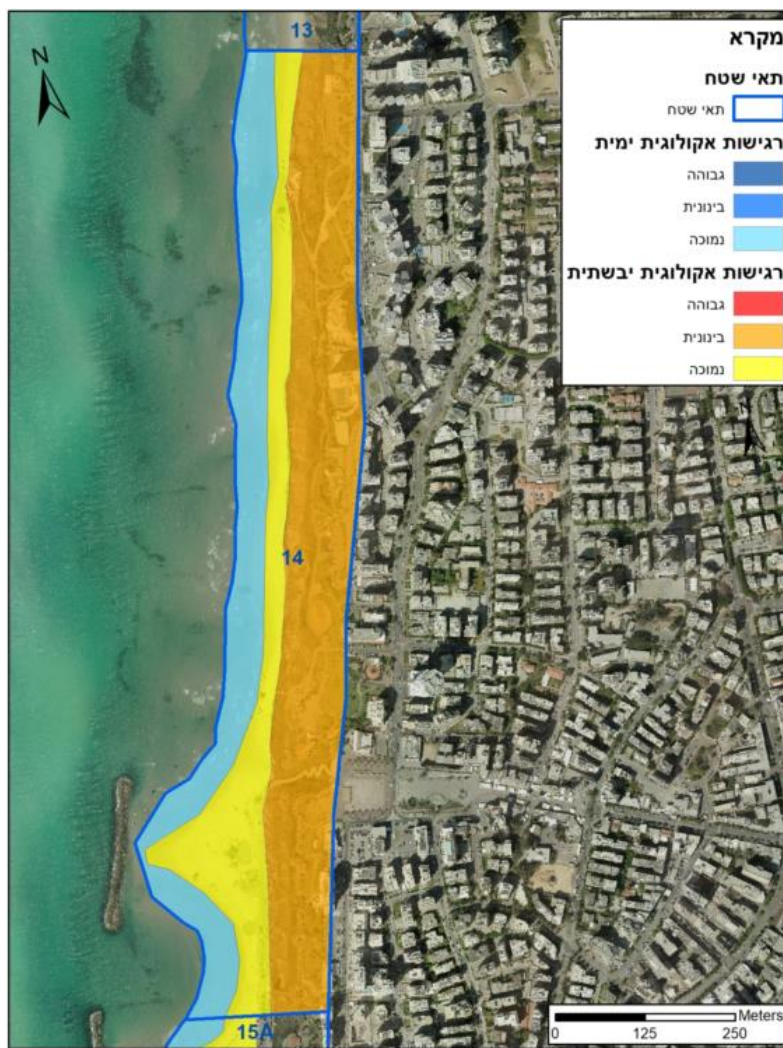 N
13
14
15A
מקרא
תאי שטח
תאי שטח
רגישות אקולוגית ימית
גבוהה
בינונית
נמוכה
רגישות אקולוגית יבשתית
גבוהה
בינונית
נמוכה
Meters
0 125 250